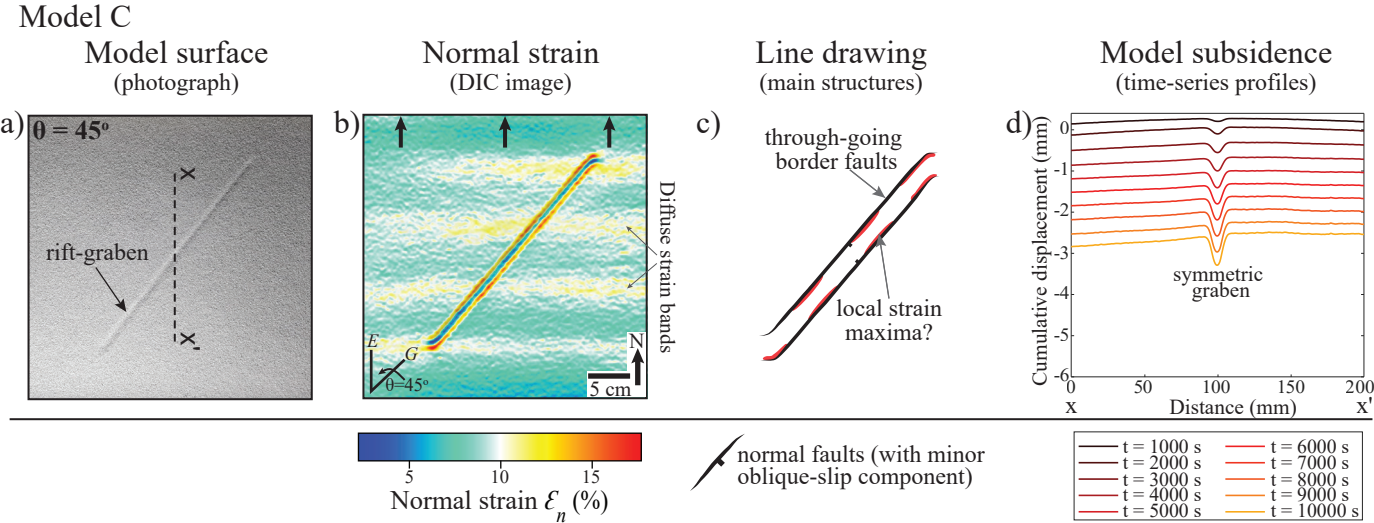 Model C
Model surface
(photograph)
Normal strain
(DIC image)
Line drawing
(main structures)
Model subsidence
(time-series profiles)
a)
θ = 45°
X
rift-graben
X'
b)
Diffuse strain bands
E
G
θ=45°
N
5 cm
c)
through-going
border faults
local strain
maxima?
d)
Cumulative displacement (mm)
0
-1
-2
-3
-4
-5
-6
symmetric
graben
0
50
100
150
200
x
Distance (mm)
x'
5
10
15
Normal strain Ɛn (%)
normal faults (with minor
oblique-slip component)
t = 1000 s
t = 2000 s
t = 3000 s
t = 4000 s
t = 5000 s
t = 6000 s
t = 7000 s
t = 8000 s
t = 9000 s
t = 10000 s